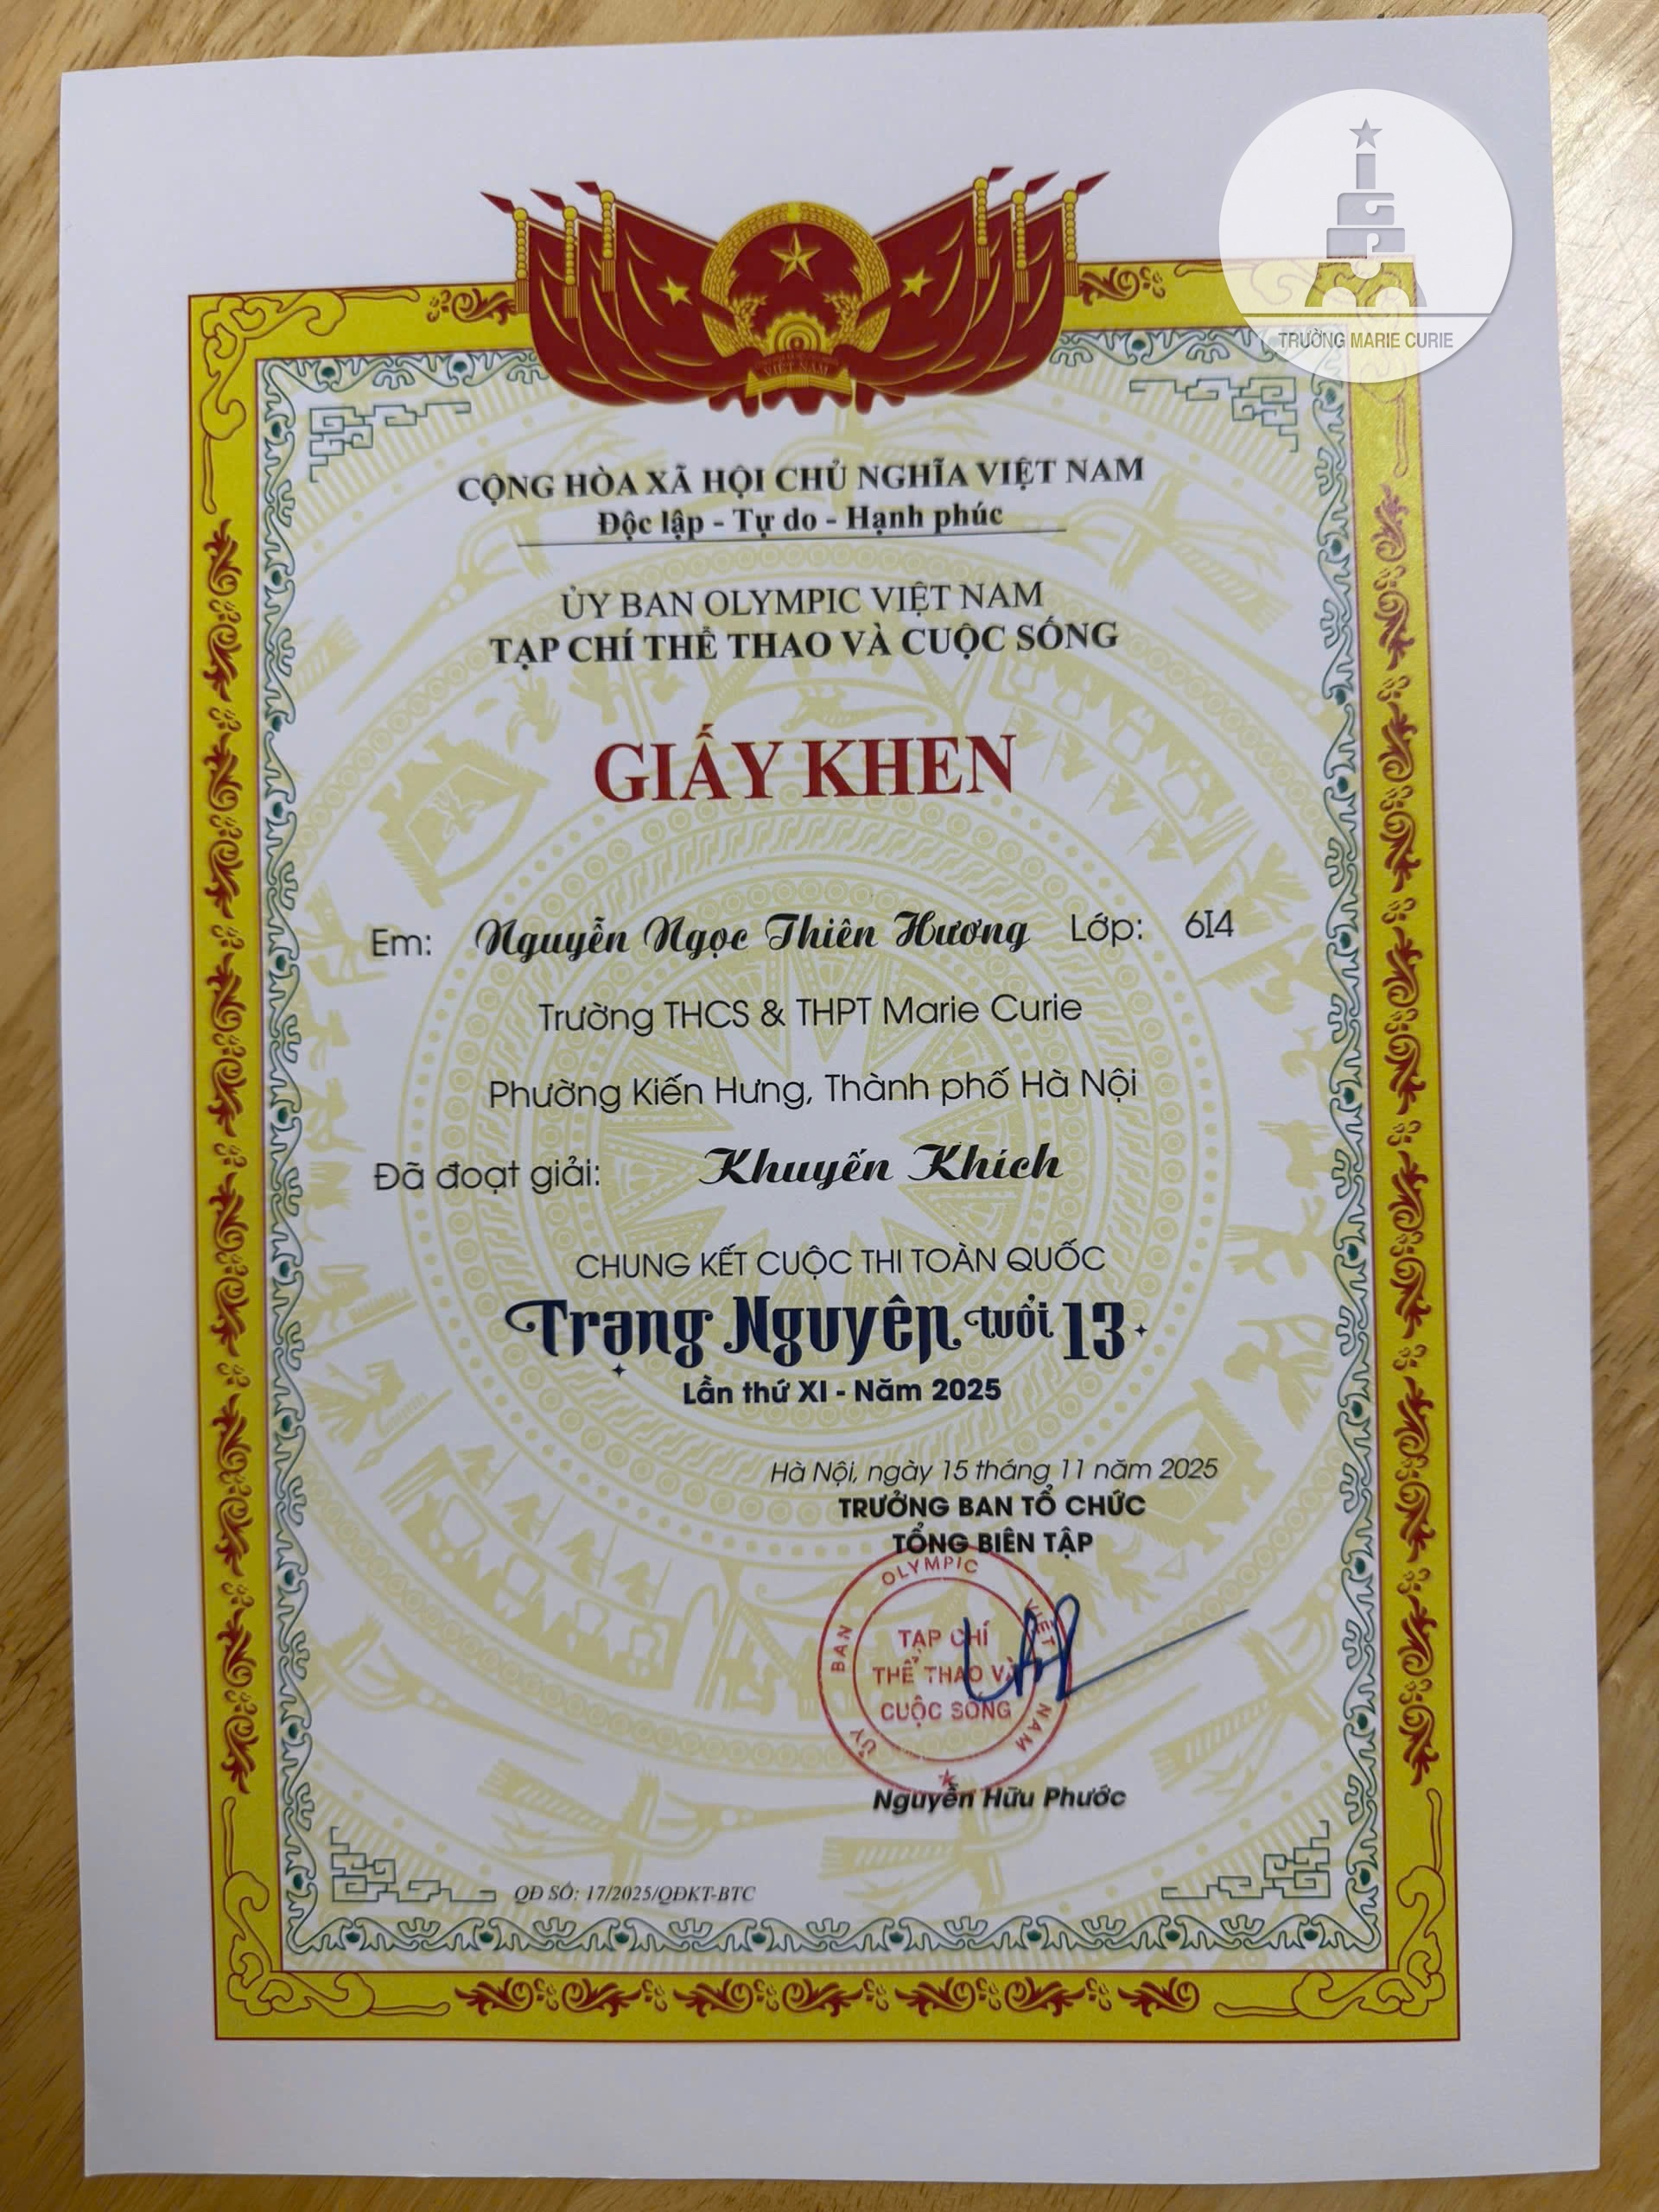 TRƯỜNG MARIE CURIE
VIỆT NAM
CỘNG HÒA XÃ HỘI CHỦ NGHĨA VIỆT NAM
Độc lập - Tự do - Hạnh phúc
ỦY BAN OLYMPIC VIỆT NAM
TẠP CHÍ THỂ THAO VÀ CUỘC SỐNG
GIẤY KHEN
Em: Nguyễn Ngọc Thiên Hương Lớp: 6I4
Trường THCS & THPT Marie Curie
Phường Kiến Hưng, Thành phố Hà Nội
Đã đoạt giải: Khuyến Khích
CHUNG KẾT CUỘC THI TOÀN QUỐC
Trạng Nguyên tuổi 13
Lần thứ XI - Năm 2025
Hà Nội, ngày 15 tháng 11 năm 2025
TRƯỞNG BAN TỔ CHỨC
TỔNG BIÊN TẬP
ỦY BAN OLYMPIC VIỆT NAM
TẠP CHÍ
THỂ THAO VÀ
CUỘC SỐNG
Nguyễn Hữu Phước
QĐ SỐ: 17/2025/QĐKT-BTC